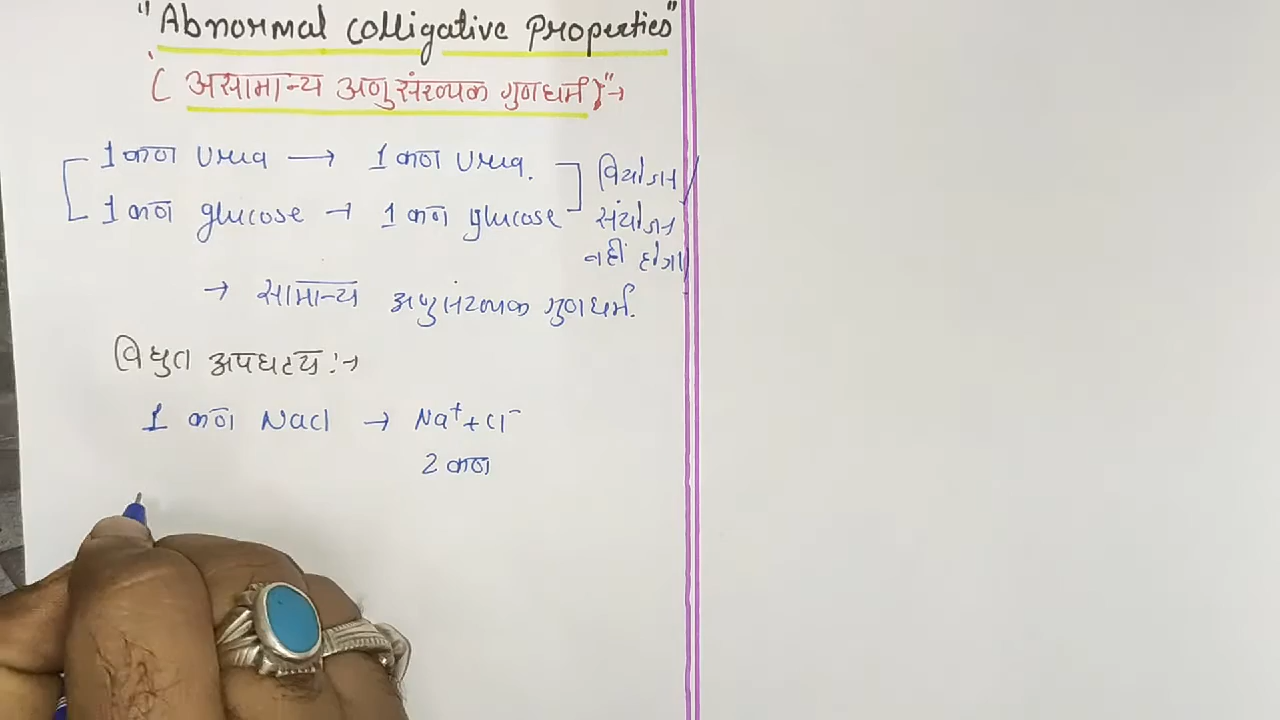 "Abnormal Colligative Properties"
( असामान्य अणुसंख्यक गुणधर्म)"→
1 कण Urea → 1 कण Urea.
1 कण glucose → 1 कण glucose
वियोजन
संयोजन
नहीं होगा
→ सामान्य अणुसंख्यक गुणधर्म.
विधुत अपघटय :→
1 कण Nacl → Na⁺ + Cl⁻
2 कण